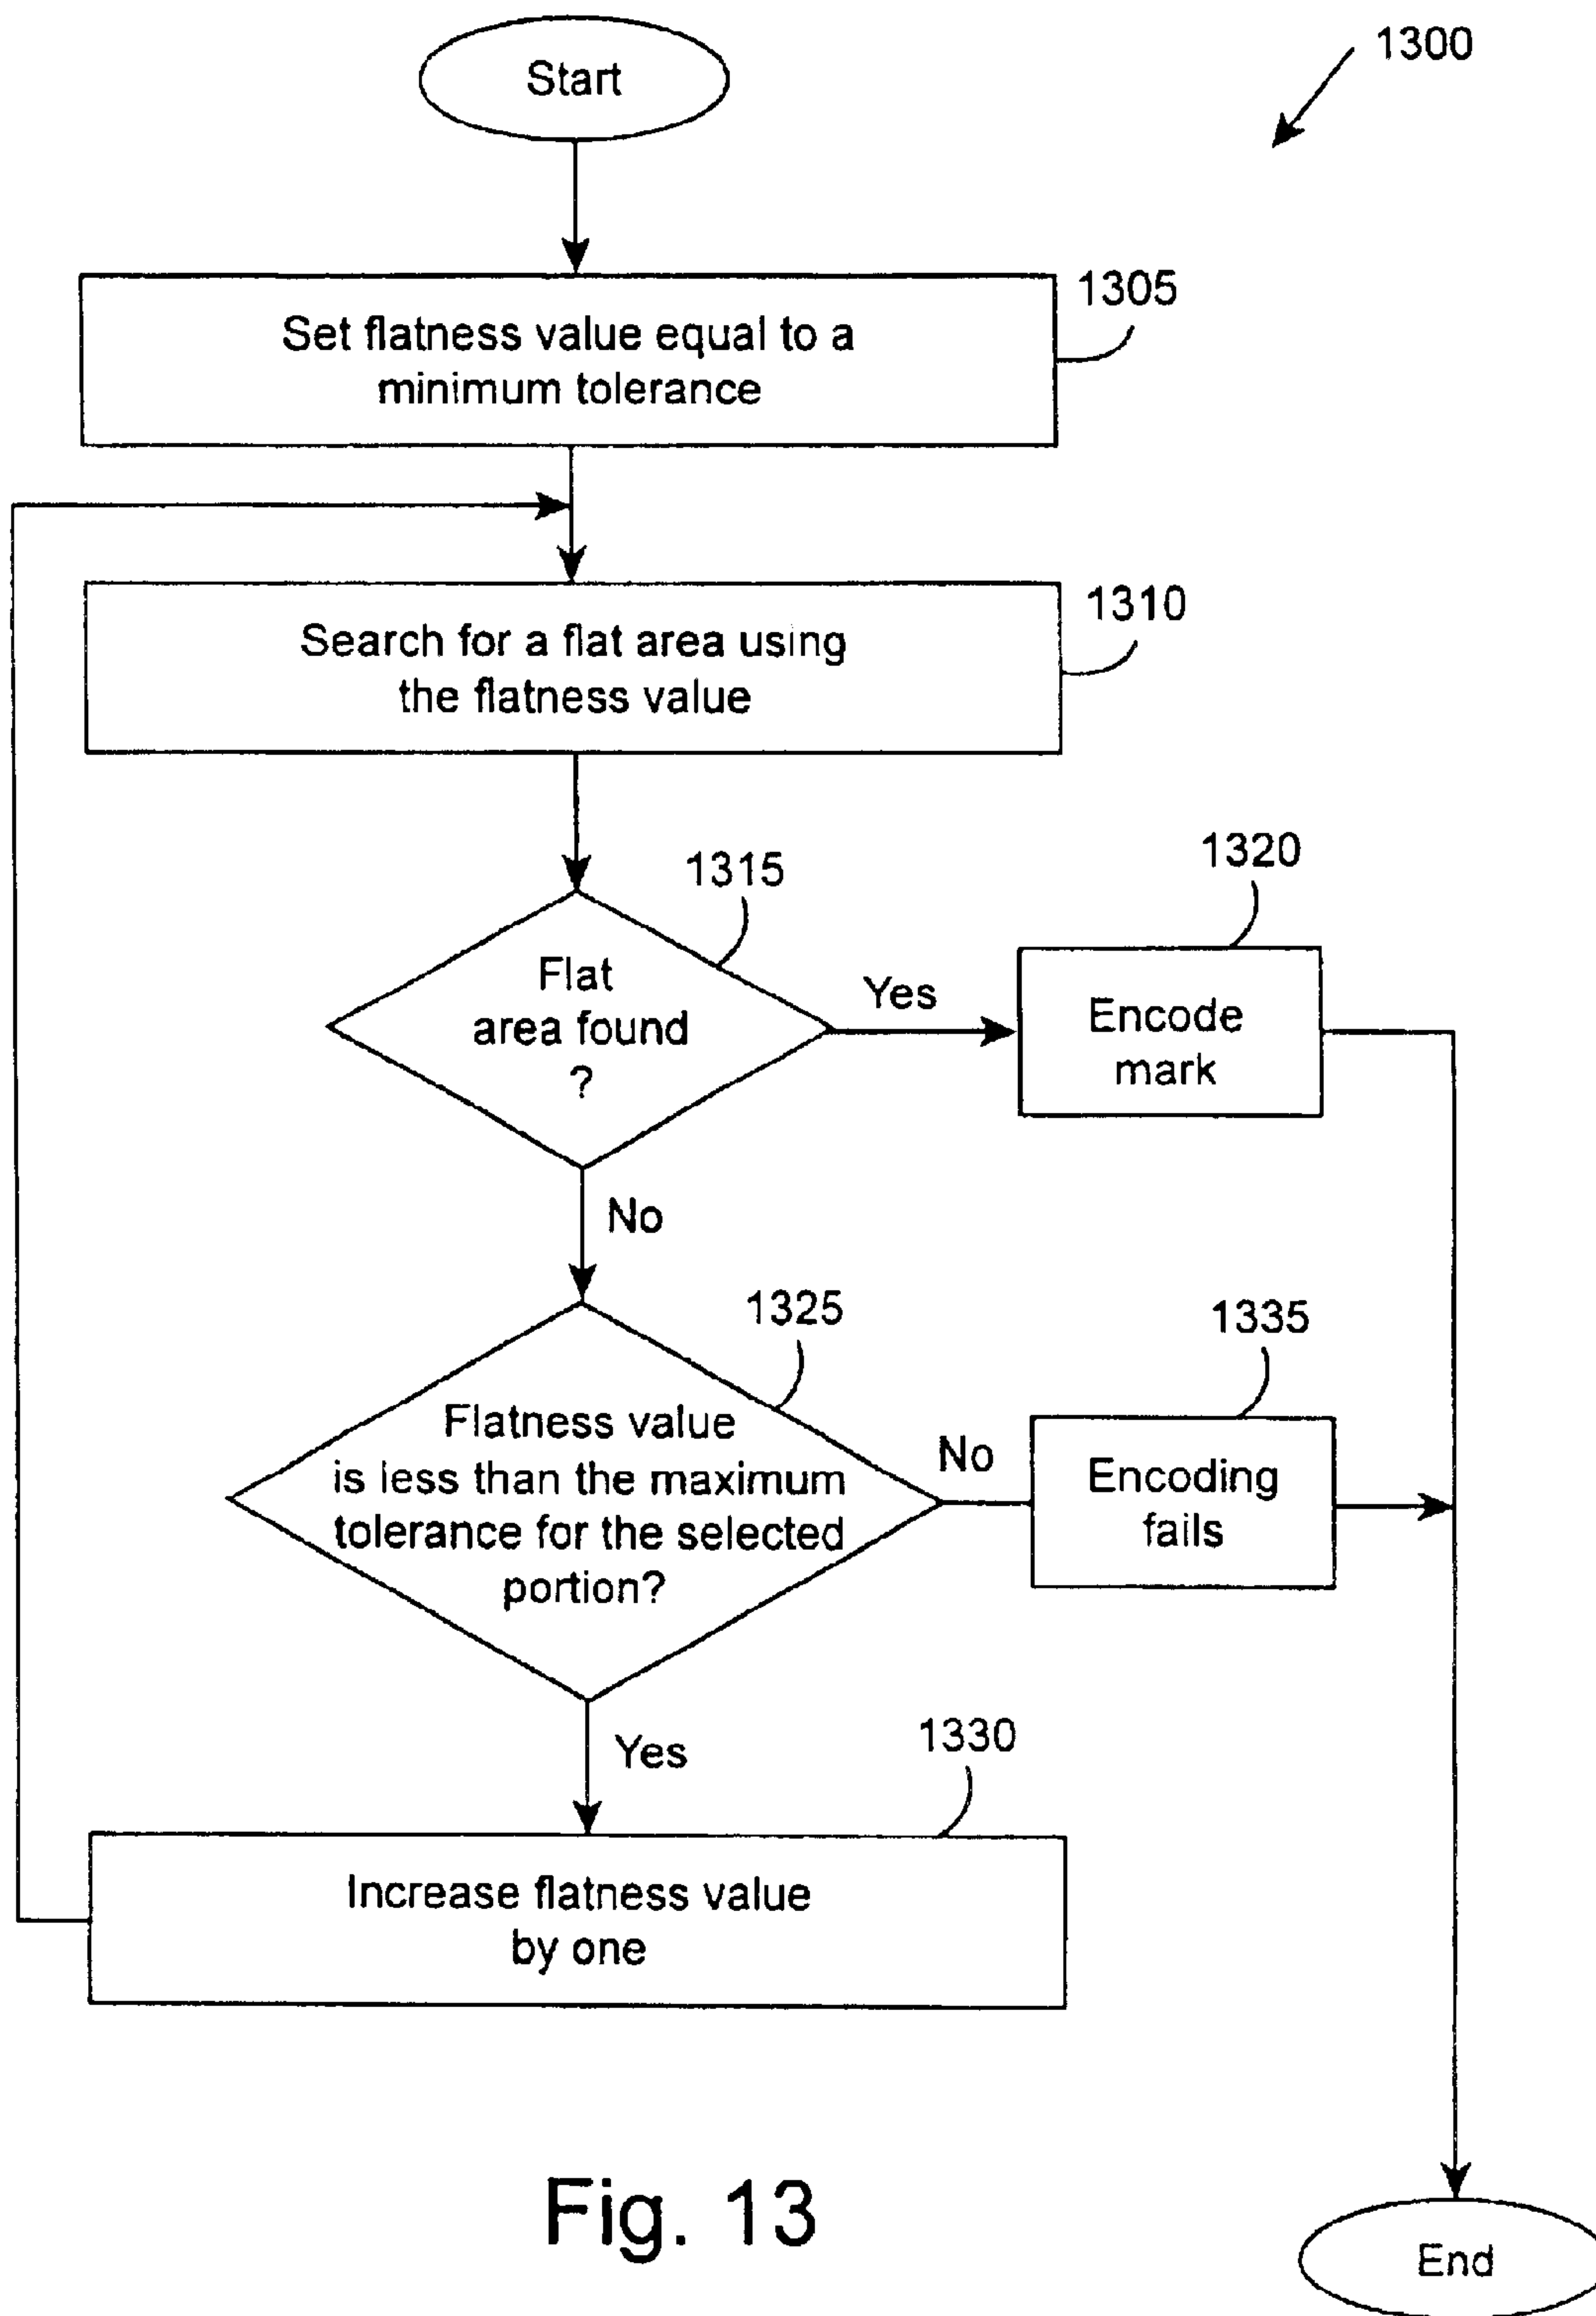 Start
1300
1305
Set flatness value equal to a
minimum tolerance
1310
Search for a flat area using
the flatness value
1315
1320
Flat
area found
?
Yes
Encode
mark
No
1325
1335
Flatness value
is less than the maximum
tolerance for the selected
portion?
No
Encoding
fails
Yes
1330
Increase flatness value
by one
Fig. 13
End